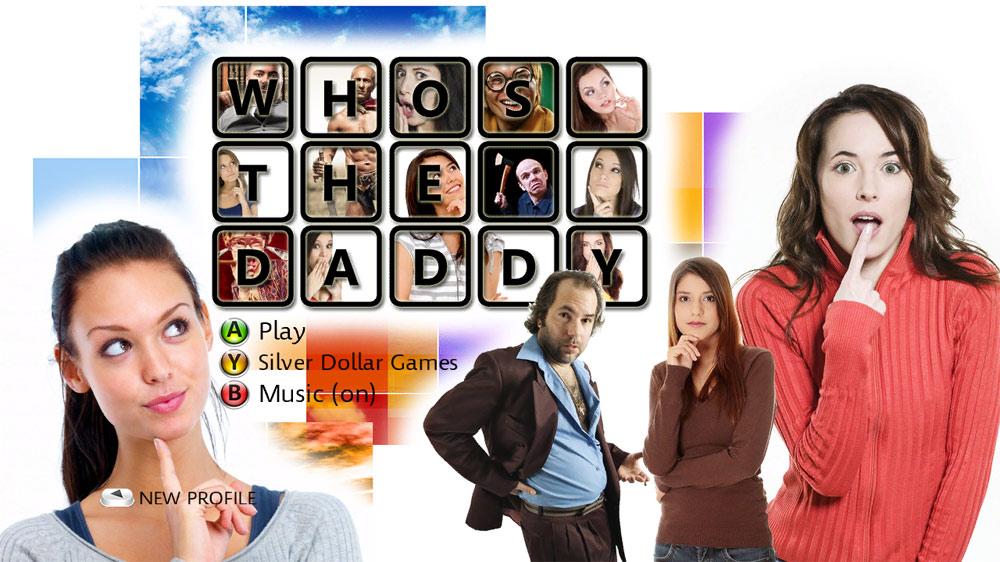 WHOS
THE
DADDY
A Play
Y Silver Dollar Games
B Music (on)
NEW PROFILE